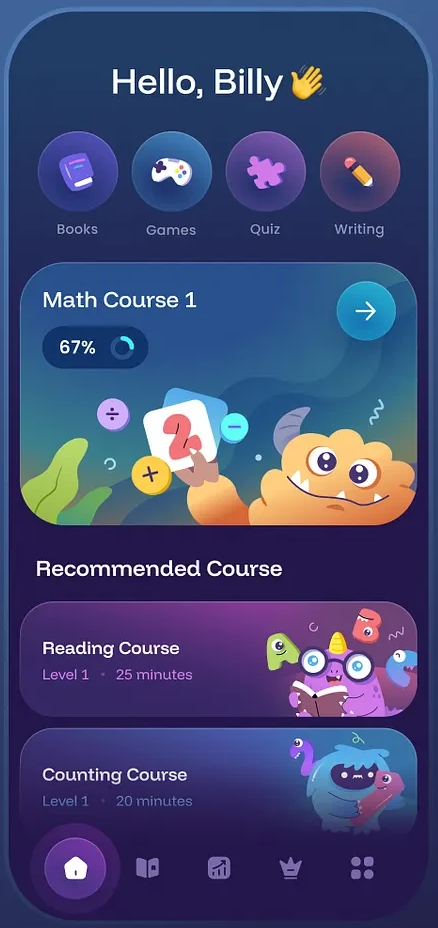 Hello, Billy 👋
Books
Games
Quiz
Writing
Math Course 1
67%
÷
2
−
+
Recommended Course
Reading Course
Level 1 • 25 minutes
A
B
Counting Course
Level 1 • 20 minutes